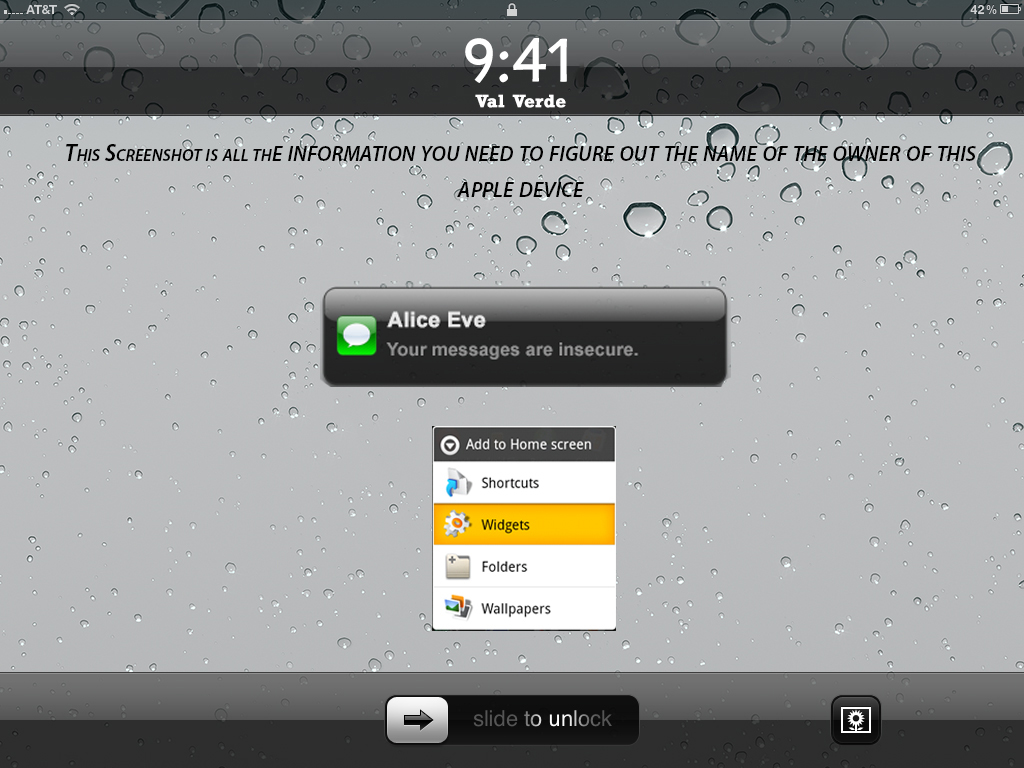 AT&T 42%
9:41
Val Verde
THIS SCREENSHOT IS ALL THE INFORMATION YOU NEED TO FIGURE OUT THE NAME OF THE OWNER OF THIS
APPLE DEVICE
Alice Eve
Your messages are insecure.
Add to Home screen
Shortcuts
Widgets
Folders
Wallpapers
slide to unlock